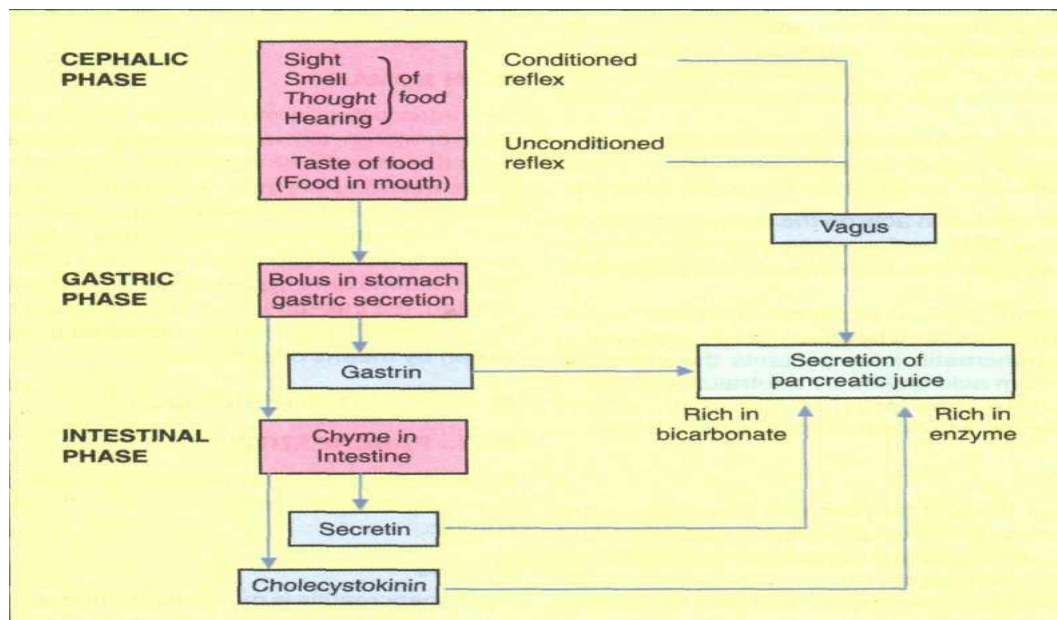 CEPHALIC
PHASE
Sight
Smell
Thought
Hearing
of
food
Conditioned
reflex
Taste of food
(Food in mouth)
Unconditioned
reflex
Vagus
GASTRIC
PHASE
Bolus in stomach
gastric secretion
Gastrin
Secretion of
pancreatic juice
Rich in
bicarbonate
Rich in
enzyme
INTESTINAL
PHASE
Chyme in
Intestine
Secretin
Cholecystokinin